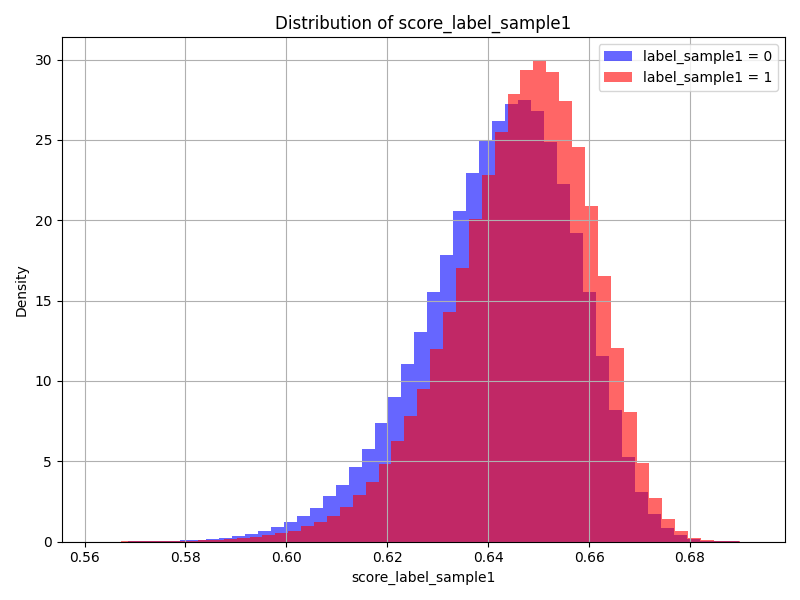 Distribution of score_label_sample1
label_sample1 = 0
label_sample1 = 1
Density
30
25
20
15
10
5
0
0.56 0.58 0.60 0.62 0.64 0.66 0.68
score_label_sample1